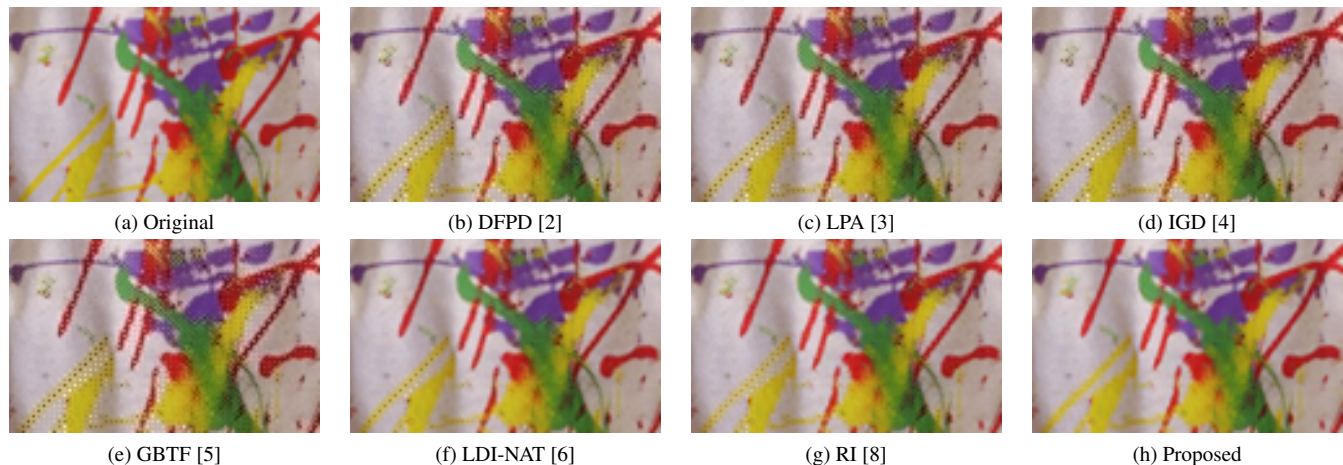 (a) Original
(b) DFPD [2]
(c) LPA [3]
(d) IGD [4]
(e) GBTF [5]
(f) LDI-NAT [6]
(g) RI [8]
(h) Proposed